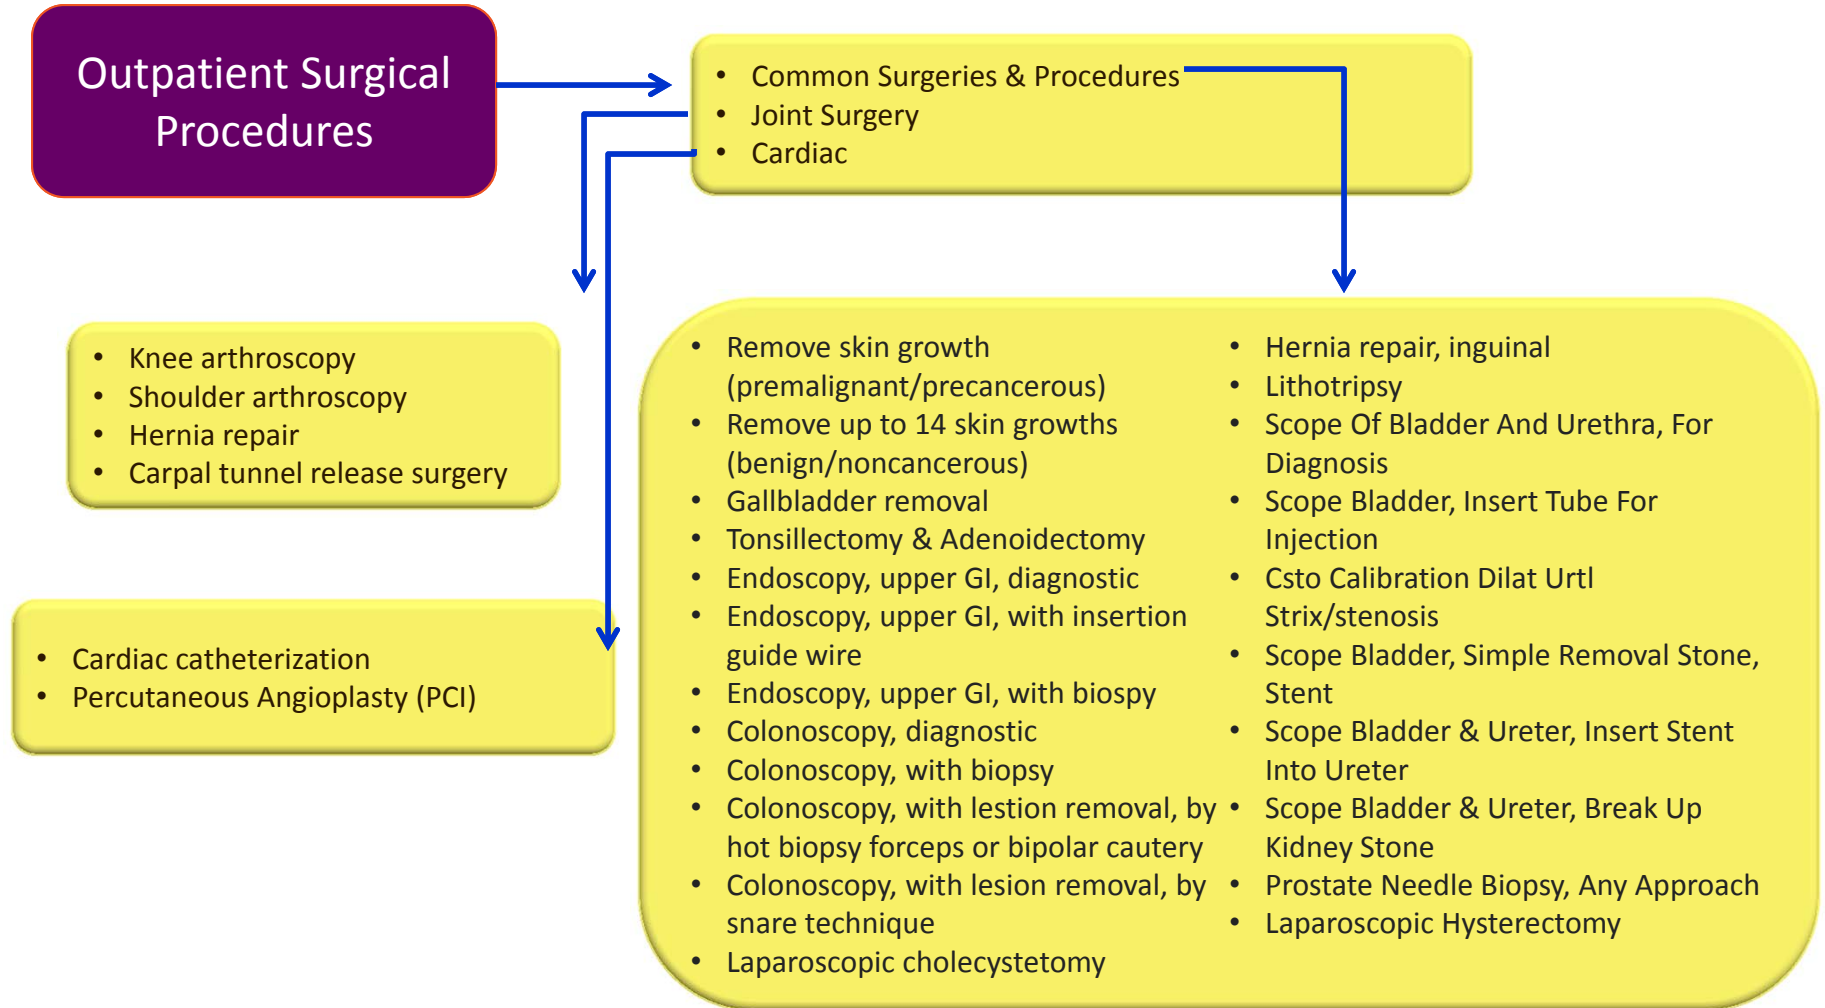 Outpatient Surgical
Procedures
• Common Surgeries & Procedures
• Joint Surgery
• Cardiac
• Knee arthroscopy
• Shoulder arthroscopy
• Hernia repair
• Carpal tunnel release surgery
• Cardiac catheterization
• Percutaneous Angioplasty (PCI)
• Remove skin growth
(premalignant/precancerous)
• Remove up to 14 skin growths
(benign/noncancerous)
• Gallbladder removal
• Tonsillectomy & Adenoidectomy
• Endoscopy, upper GI, diagnostic
• Endoscopy, upper GI, with insertion
guide wire
• Endoscopy, upper GI, with biospy
• Colonoscopy, diagnostic
• Colonoscopy, with biopsy
• Colonoscopy, with lestion removal, by
hot biopsy forceps or bipolar cautery
• Colonoscopy, with lesion removal, by
snare technique
• Laparoscopic cholecystetomy
• Hernia repair, inguinal
• Lithotripsy
• Scope Of Bladder And Urethra, For
Diagnosis
• Scope Bladder, Insert Tube For
Injection
• Csto Calibration Dilat Urtl
Strix/stenosis
• Scope Bladder, Simple Removal Stone,
Stent
• Scope Bladder & Ureter, Insert Stent
Into Ureter
• Scope Bladder & Ureter, Break Up
Kidney Stone
• Prostate Needle Biopsy, Any Approach
• Laparoscopic Hysterectomy